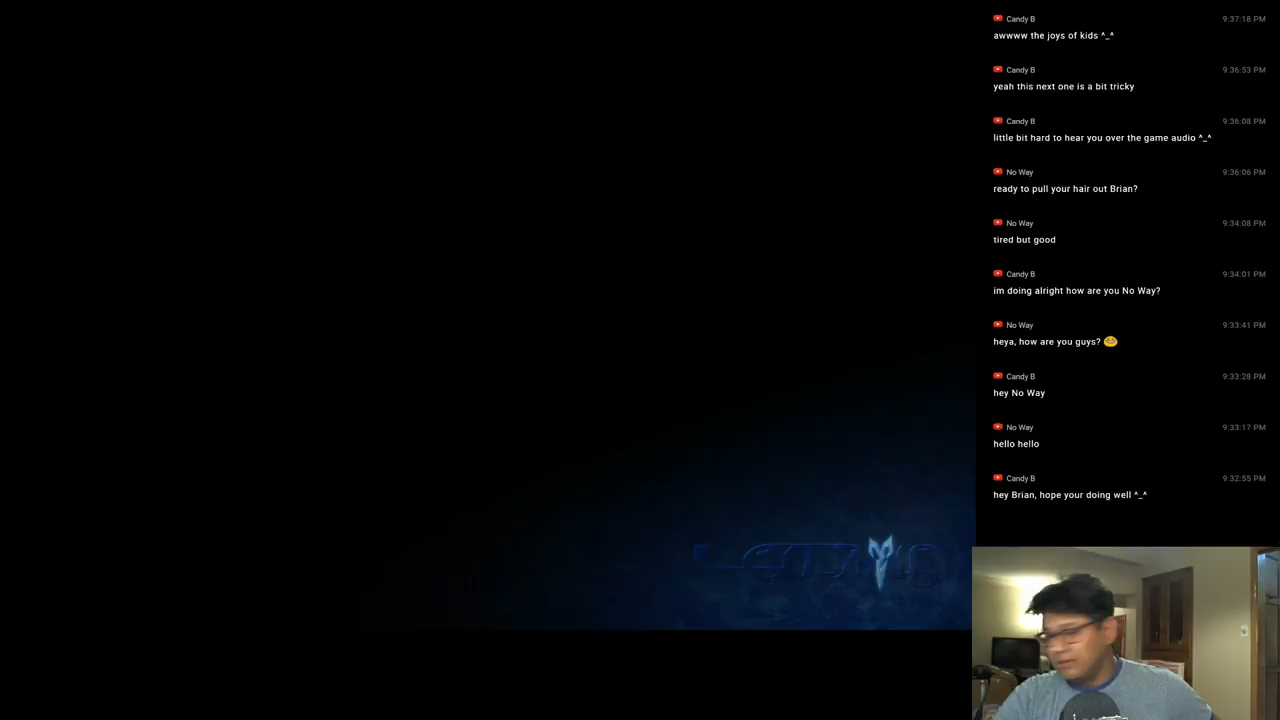 Candy B 9:37:18 PM
awwww the joys of kids ^_^
Candy B 9:36:53 PM
yeah this next one is a bit tricky
Candy B 9:36:08 PM
little bit hard to hear you over the game audio ^_^
No Way 9:36:06 PM
ready to pull your hair out Brian?
No Way 9:34:08 PM
tired but good
Candy B 9:34:01 PM
im doing alright how are you No Way?
No Way 9:33:41 PM
heya, how are you guys?
Candy B 9:33:28 PM
hey No Way
No Way 9:33:17 PM
hello hello
Candy B 9:32:55 PM
hey Brian, hope your doing well ^_^